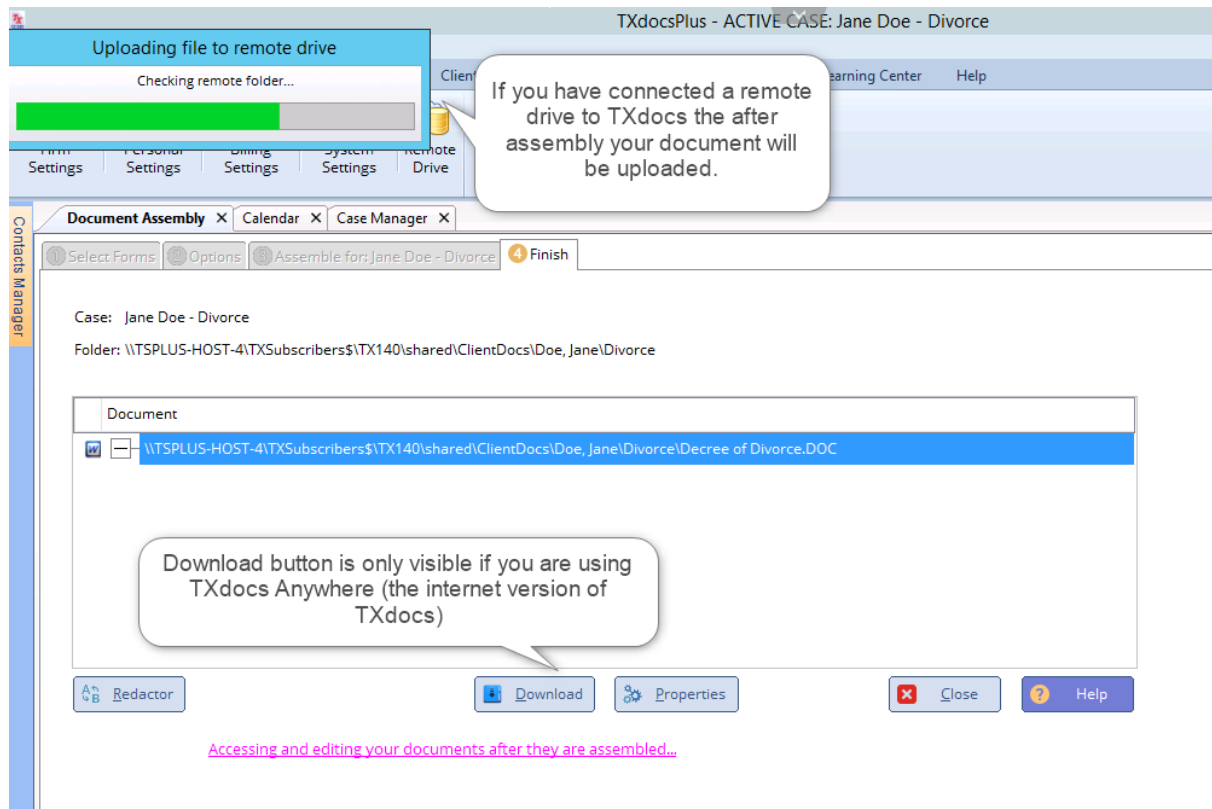 TXdocsPlus - ACTIVE CASE: Jane Doe - Divorce
Uploading file to remote drive
Checking remote folder...
Help
If you have connected a remote
drive to TXdocs the after
assembly your document will
be uploaded.
Settings Settings Settings Settings Drive
Document Assembly X Calendar X Case Manager X
Contacts Manager
1 Select Forms 2 Options 3 Assemble for: Jane Doe - Divorce 4 Finish
Case: Jane Doe - Divorce
Folder: \\TSPLUS-HOST-4\TXSubscribers$\TX140\shared\ClientDocs\Doe, Jane\Divorce
Document
\\TSPLUS-HOST-4\TXSubscribers$\TX140\shared\ClientDocs\Doe, Jane\Divorce\Decree of Divorce.DOC
Download button is only visible if you are using
TXdocs Anywhere (the internet version of
TXdocs)
Redactor Download Properties Close Help
Accessing and editing your documents after they are assembled...